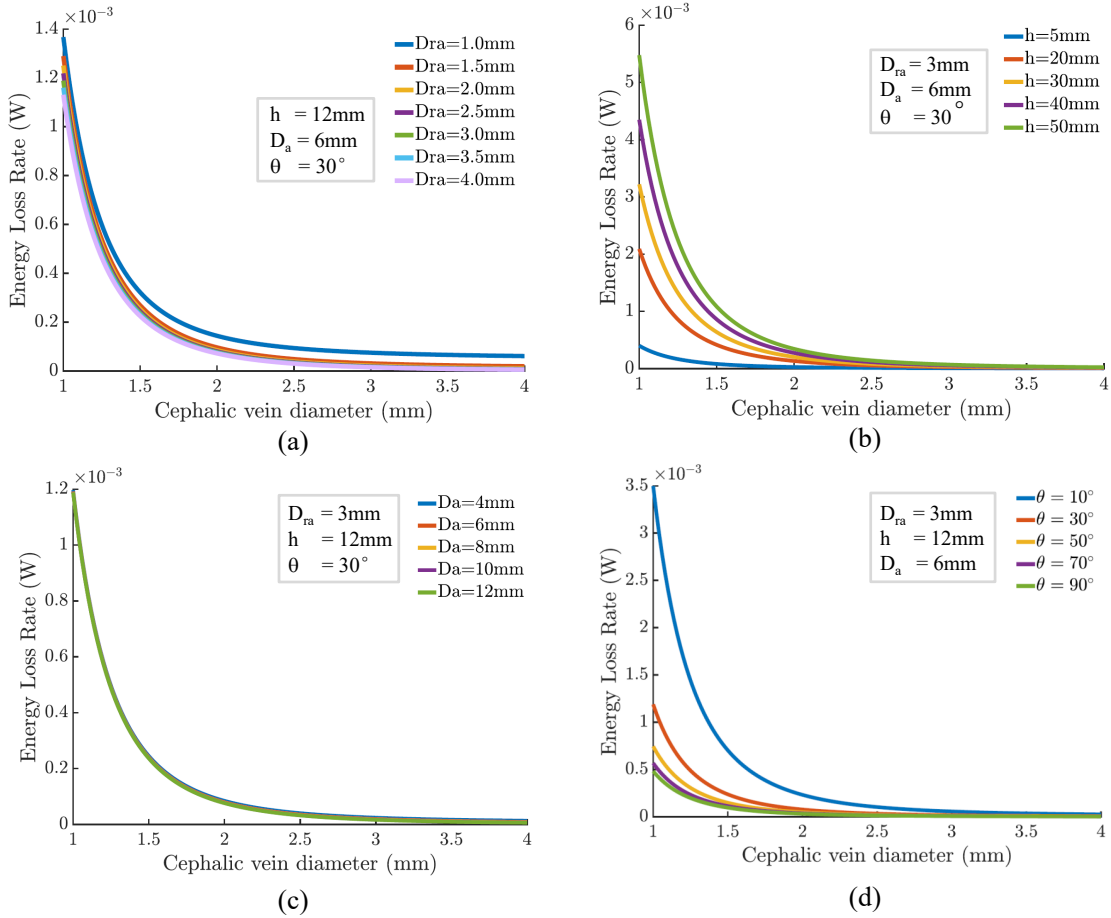 ×10⁻³
1.4
1.2
1
0.8
0.6
0.4
0.2
0
Energy Loss Rate (W)
1 1.5 2 2.5 3 3.5 4
Cephalic vein diameter (mm)
h = 12mm
Dₐ = 6mm
θ = 30°
Dra=1.0mm
Dra=1.5mm
Dra=2.0mm
Dra=2.5mm
Dra=3.0mm
Dra=3.5mm
Dra=4.0mm
(a)
×10⁻³
6
5
4
3
2
1
0
Energy Loss Rate (W)
1 1.5 2 2.5 3 3.5 4
Cephalic vein diameter (mm)
Dᵣₐ = 3mm
Dₐ = 6mm
θ = 30°
h=5mm
h=20mm
h=30mm
h=40mm
h=50mm
(b)
×10⁻³
1.2
1
0.8
0.6
0.4
0.2
0
Energy Loss Rate (W)
1 1.5 2 2.5 3 3.5 4
Cephalic vein diameter (mm)
Dᵣₐ = 3mm
h = 12mm
θ = 30°
Da=4mm
Da=6mm
Da=8mm
Da=10mm
Da=12mm
(c)
×10⁻³
3.5
3
2.5
2
1.5
1
0.5
0
Energy Loss Rate (W)
1 1.5 2 2.5 3 3.5 4
Cephalic vein diameter (mm)
Dᵣₐ = 3mm
h = 12mm
Dₐ = 6mm
θ = 10°
θ = 30°
θ = 50°
θ = 70°
θ = 90°
(d)